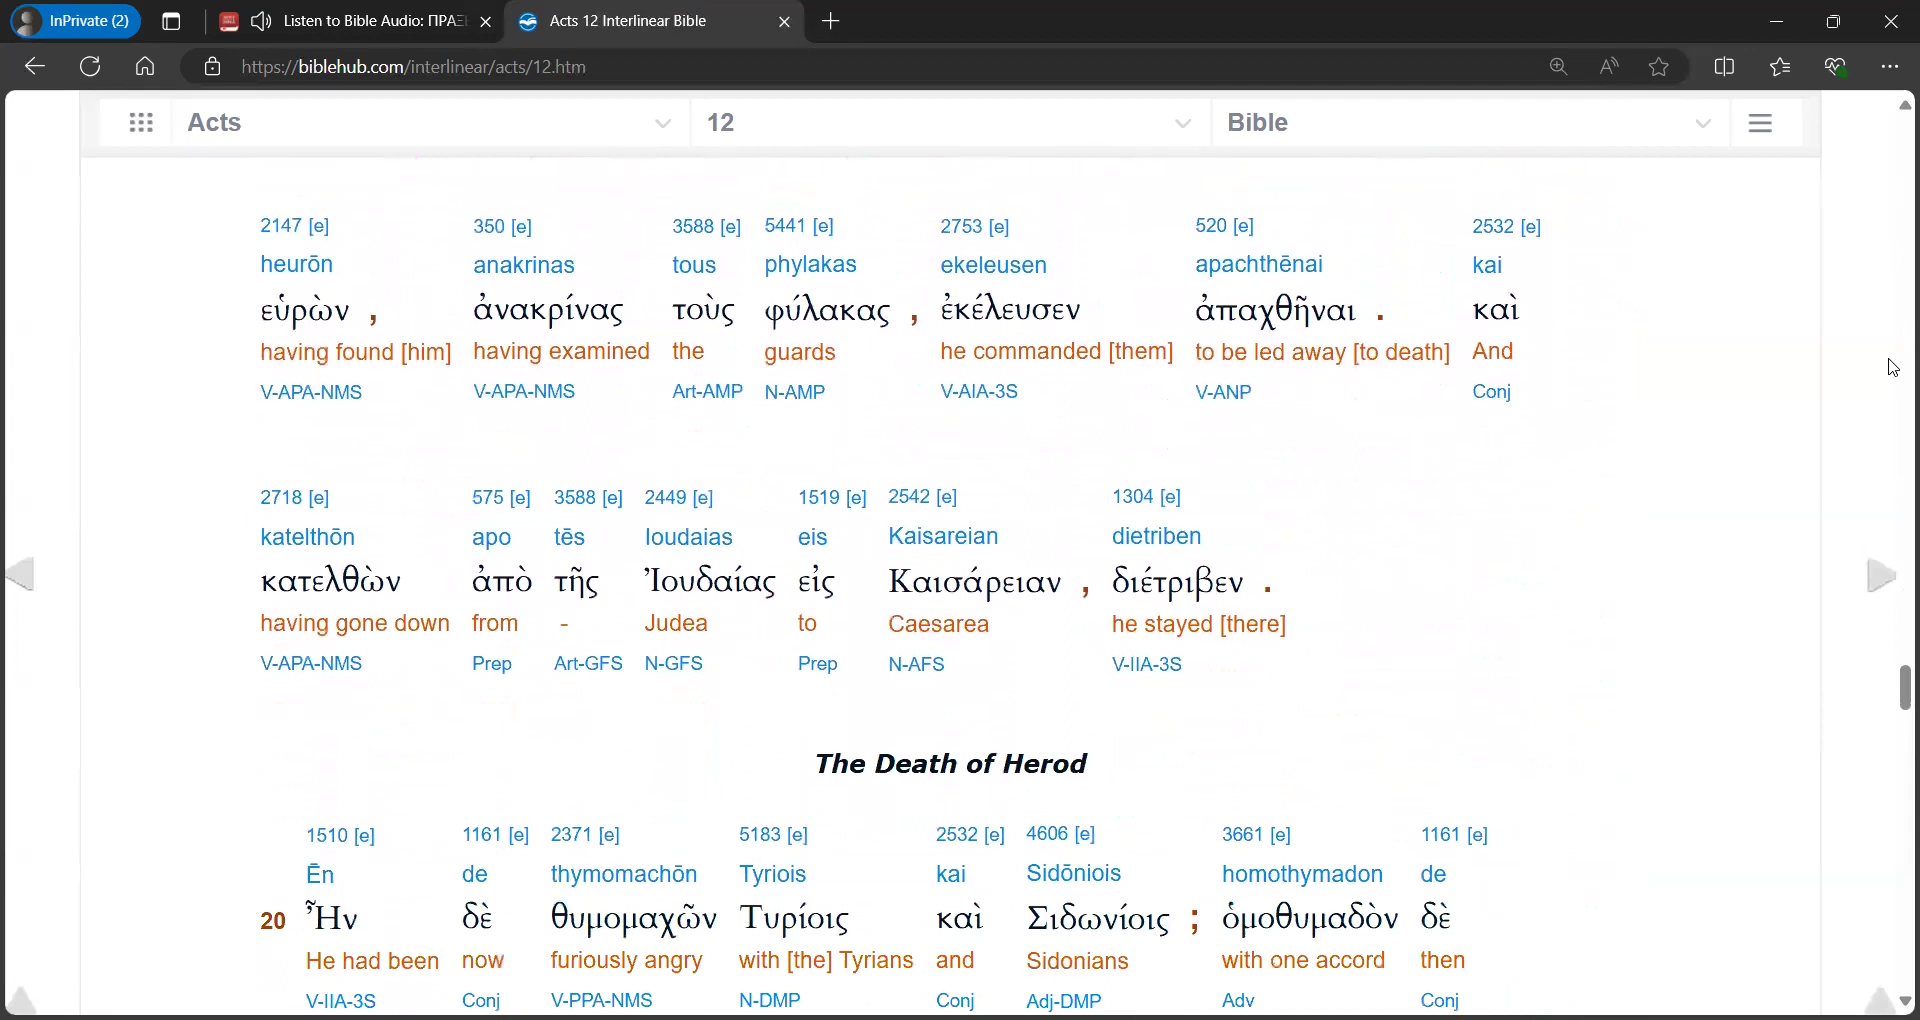 InPrivate (2)
Listen to Bible Audio: ΠΡΑΞ
Acts 12 Interlinear Bible
https://biblehub.com/interlinear/acts/12.htm
Acts 12 Bible
2147 [e] 350 [e] 3588 [e] 5441 [e] 2753 [e] 520 [e] 2532 [e]
heurōn anakrinas tous phylakas ekeleusen apachthēnai kai
εὑρὼν , ἀνακρίνας τοὺς φύλακας , ἐκέλευσεν ἀπαχθῆναι . καὶ
having found [him] having examined the guards he commanded [them] to be led away [to death] And
V-APA-NMS V-APA-NMS Art-AMP N-AMP V-AIA-3S V-ANP Conj
2718 [e] 575 [e] 3588 [e] 2449 [e] 1519 [e] 2542 [e] 1304 [e]
katelthōn apo tēs Ioudaias eis Kaisareian dietriben
κατελθὼν ἀπὸ τῆς Ἰουδαίας εἰς Καισάρειαν , διέτριβεν .
having gone down from - Judea to Caesarea he stayed [there]
V-APA-NMS Prep Art-GFS N-GFS Prep N-AFS V-IIA-3S
The Death of Herod
1510 [e] 1161 [e] 2371 [e] 5183 [e] 2532 [e] 4606 [e] 3661 [e] 1161 [e]
Ēn de thymomachōn Tyriois kai Sidōniois homothymadon de
20 Ἦν δὲ θυμομαχῶν Τυρίοις καὶ Σιδωνίοις ; ὁμοθυμαδὸν δὲ
He had been now furiously angry with [the] Tyrians and Sidonians with one accord then
V-IIA-3S Conj V-PPA-NMS N-DMP Conj Adj-DMP Adv Conj